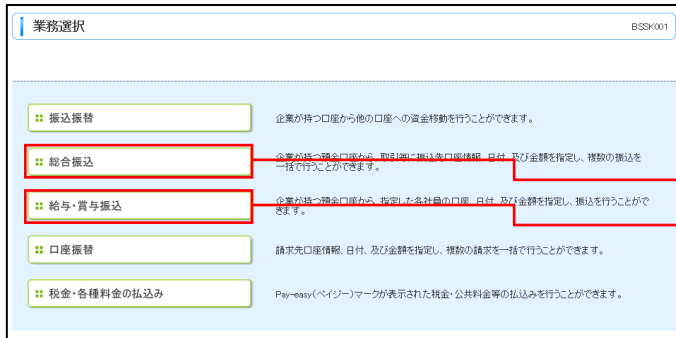 業務選択
BSSK001
振込振替
企業が持つ口座から他の口座への資金移動を行うことができます。
総合振込
企業が持つ預金口座から、取引毎に振込先口座情報、日付、及び金額を指定し、複数の振込を
一括で行うことができます。
給与・賞与振込
企業が持つ預金口座から、指定した各社員の口座、日付、及び金額を指定し、振込を行うことがで
きます。
口座振替
請求先口座情報、日付、及び金額を指定し、複数の請求を一括で行うことができます。
税金・各種料金の払込み
Pay-easy(ペイジー)マークが表示された税金・公共料金等の払込みを行うことができます。